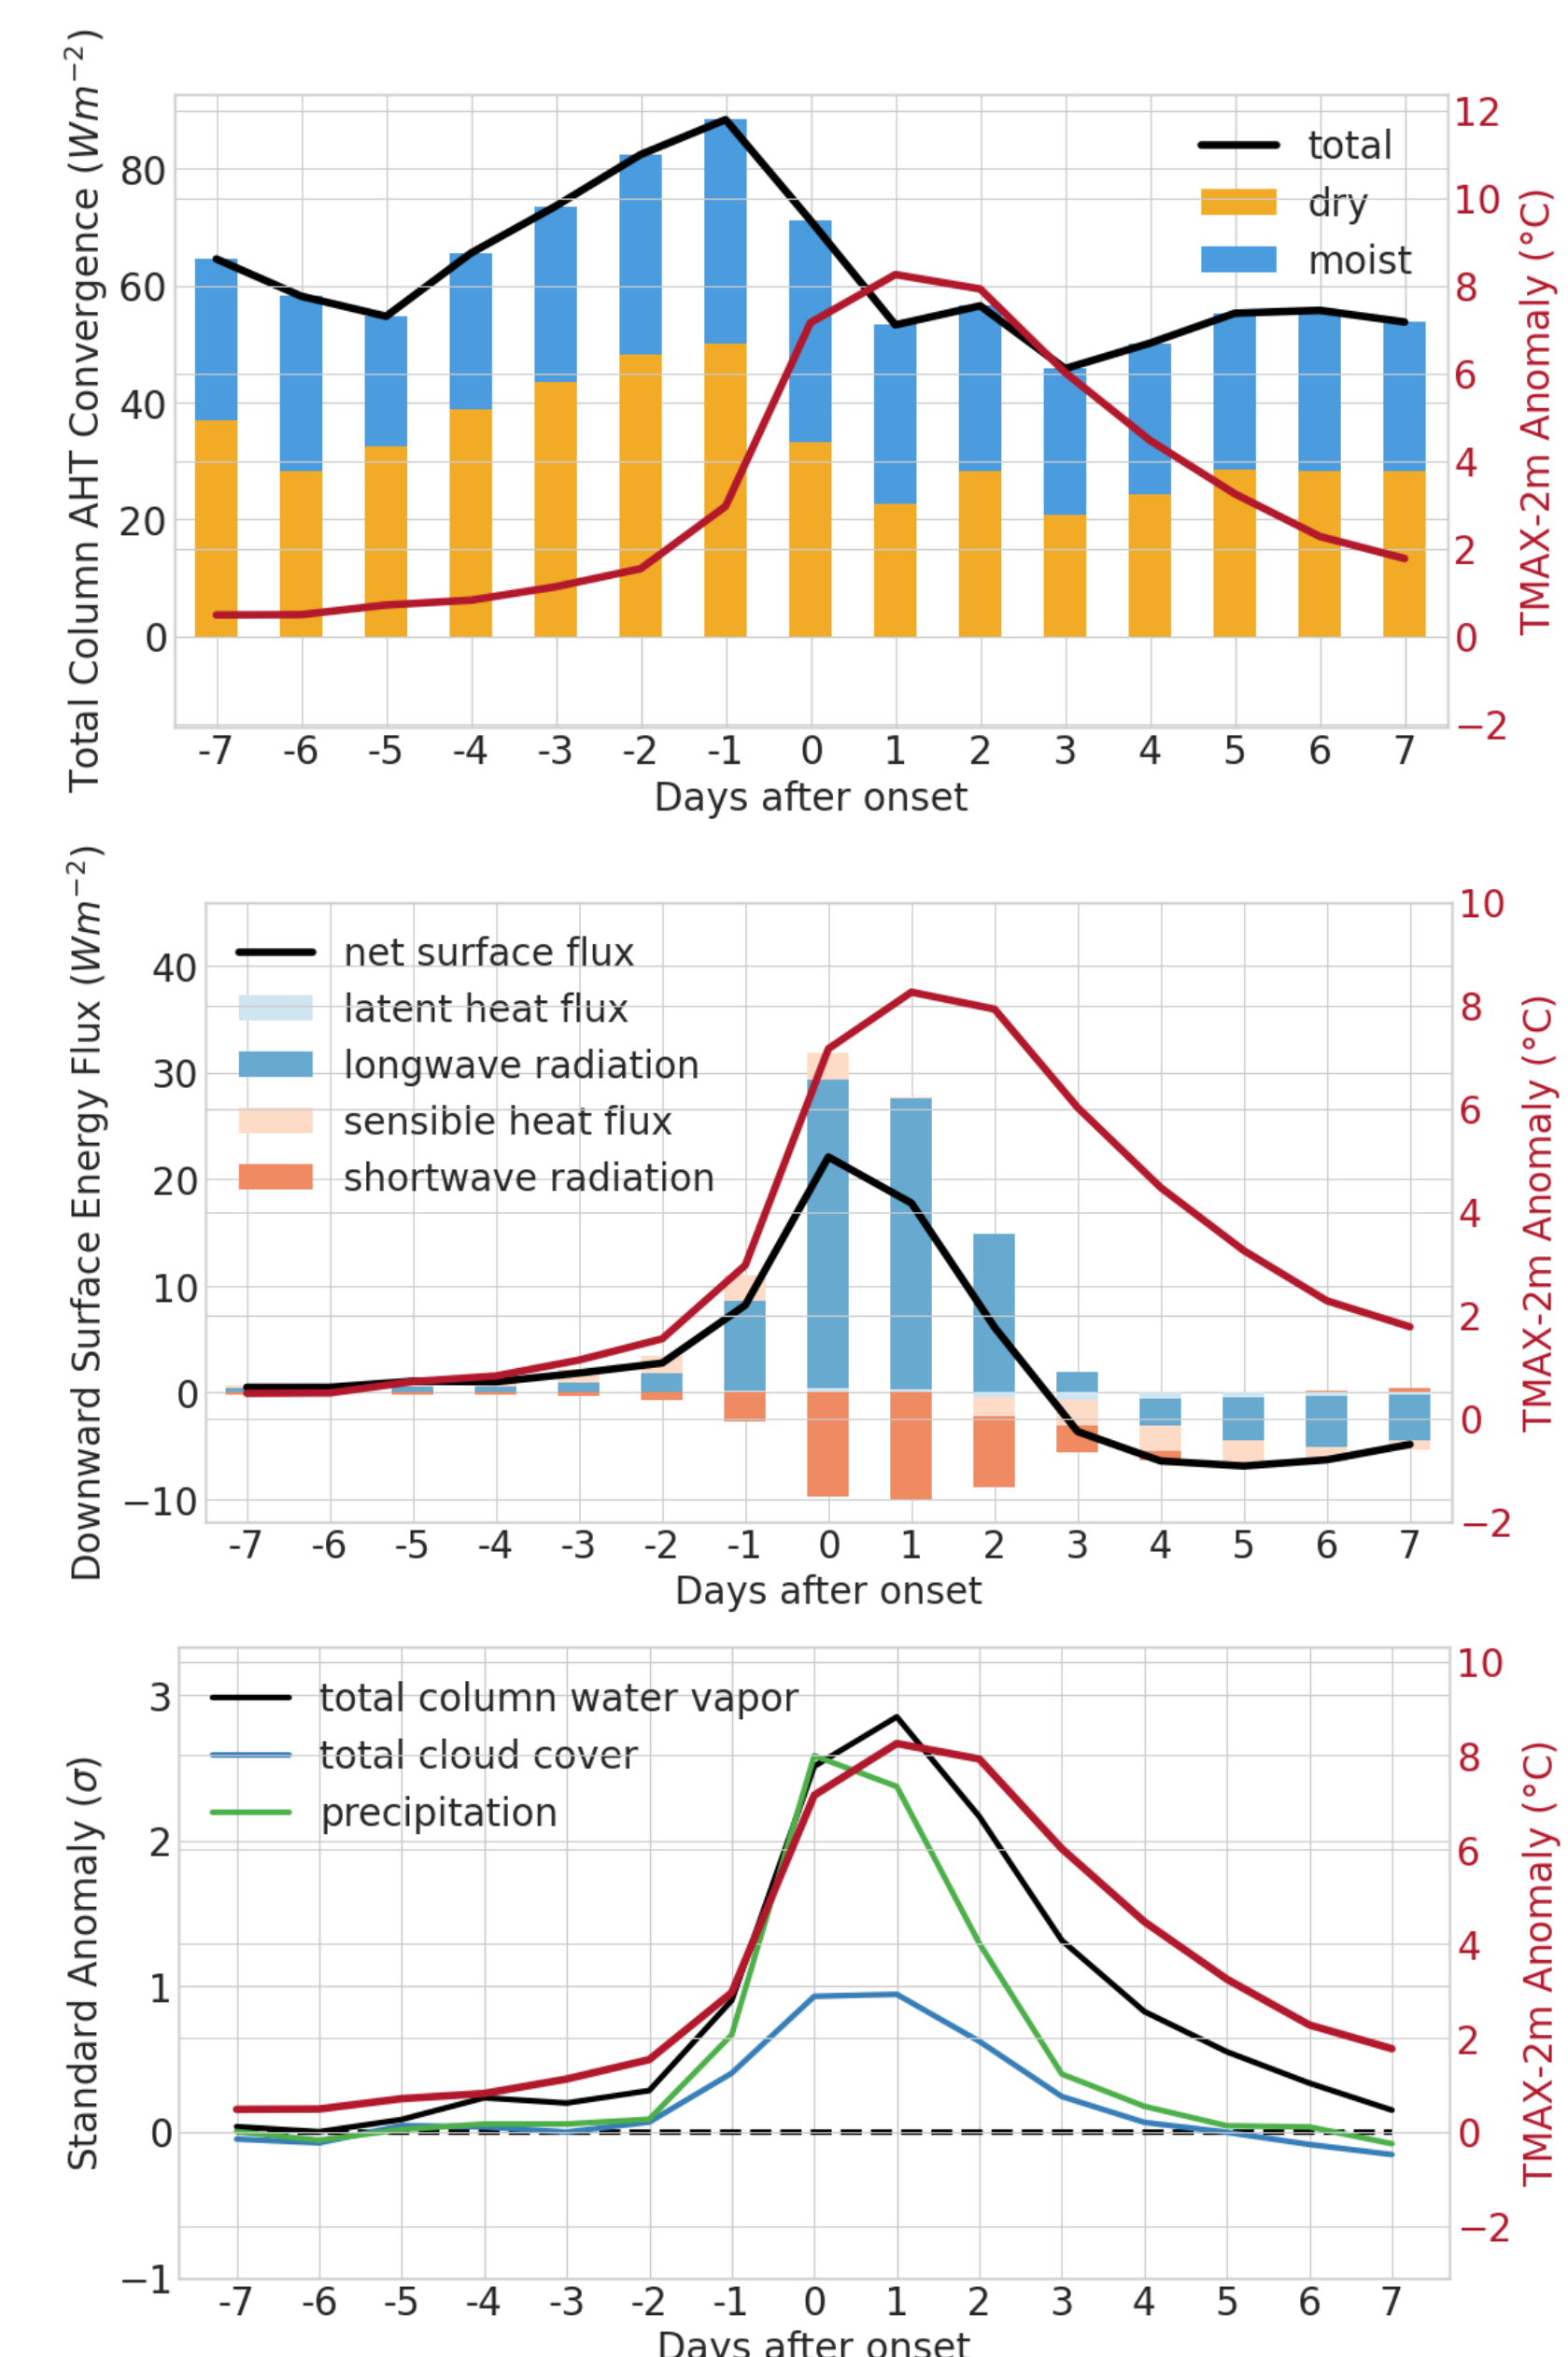 Total Column AHT Convergence (Wm⁻²)
80
60
40
20
0
total
dry
moist
12
10
8
6
4
2
0
−2
TMAX-2m Anomaly (°C)
-7 -6 -5 -4 -3 -2 -1 0 1 2 3 4 5 6 7
Days after onset
Downward Surface Energy Flux (Wm⁻²)
40
30
20
10
0
−10
net surface flux
latent heat flux
longwave radiation
sensible heat flux
shortwave radiation
10
8
6
4
2
0
−2
TMAX-2m Anomaly (°C)
-7 -6 -5 -4 -3 -2 -1 0 1 2 3 4 5 6 7
Days after onset
Standard Anomaly (σ)
3
2
1
0
−1
total column water vapor
total cloud cover
precipitation
10
8
6
4
2
0
−2
TMAX-2m Anomaly (°C)
-7 -6 -5 -4 -3 -2 -1 0 1 2 3 4 5 6 7
Days after onset